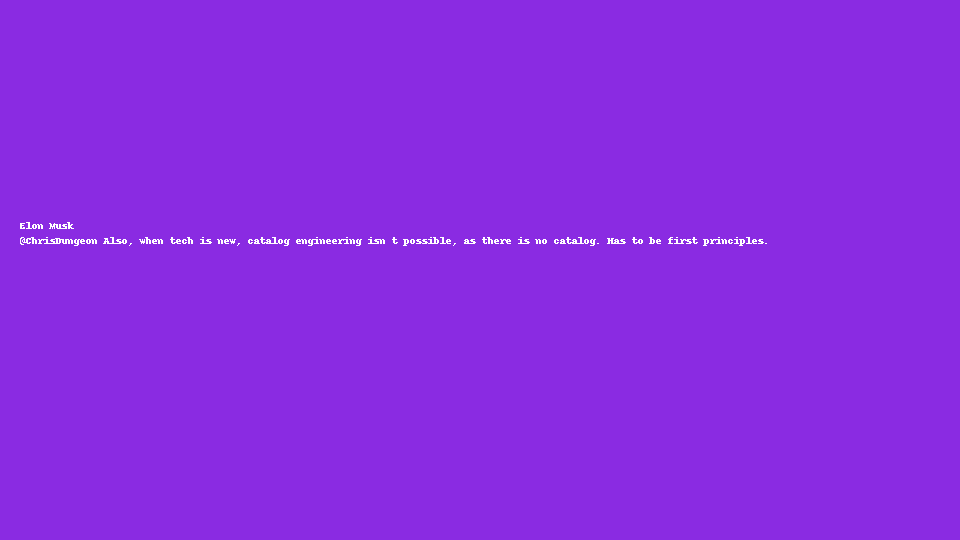 Elon Musk
@ChrisDungeon Also, when tech is new, catalog engineering isn t possible, as there is no catalog. Has to be first principles.